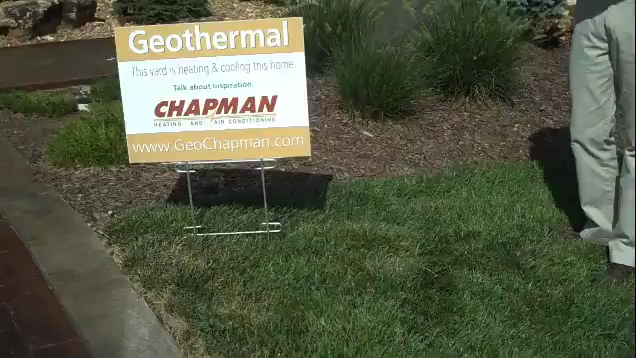 Geothermal
This yard is heating & cooling this home.
Talk about inspiration.
CHAPMAN
HEATING AND AIR CONDITIONING
www.GeoChapman.com